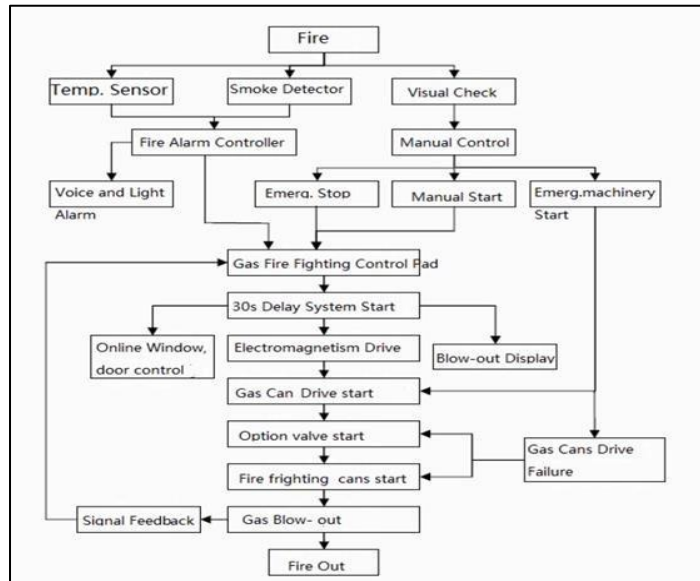 Fire
Temp. Sensor
Smoke Detector
Visual Check
Fire Alarm Controller
Manual Control
Voice and Light
Alarm
Emerg. Stop
Manual Start
Emerg.machinery
Start
Gas Fire Fighting Control Pad
30s Delay System Start
Online Window,
door control
Electromagnetism Drive
Blow-out Display
Gas Can Drive start
Option valve start
Gas Cans Drive
Failure
Fire frighting cans start
Signal Feedback
Gas Blow- out
Fire Out